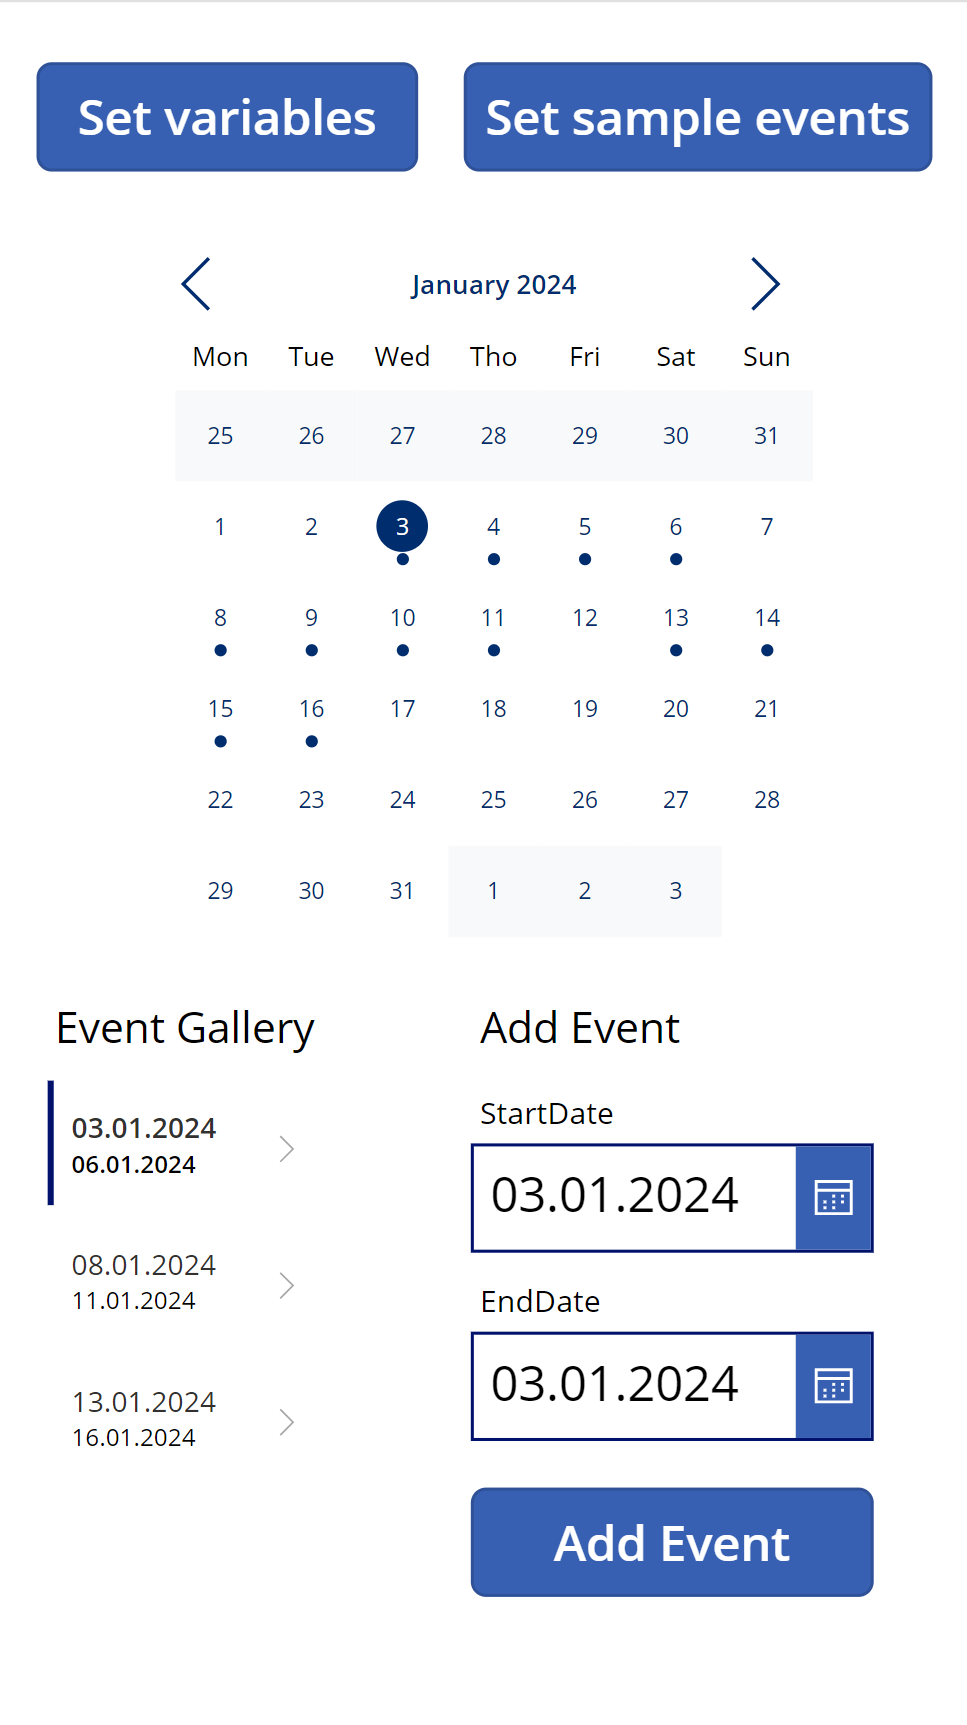 Set variables
Set sample events
January 2024
Mon Tue Wed Tho Fri Sat Sun
25 26 27 28 29 30 31
1 2 3 4 5 6 7
8 9 10 11 12 13 14
15 16 17 18 19 20 21
22 23 24 25 26 27 28
29 30 31 1 2 3
Event Gallery
03.01.2024
06.01.2024
08.01.2024
11.01.2024
13.01.2024
16.01.2024
Add Event
StartDate
03.01.2024
EndDate
03.01.2024
Add Event